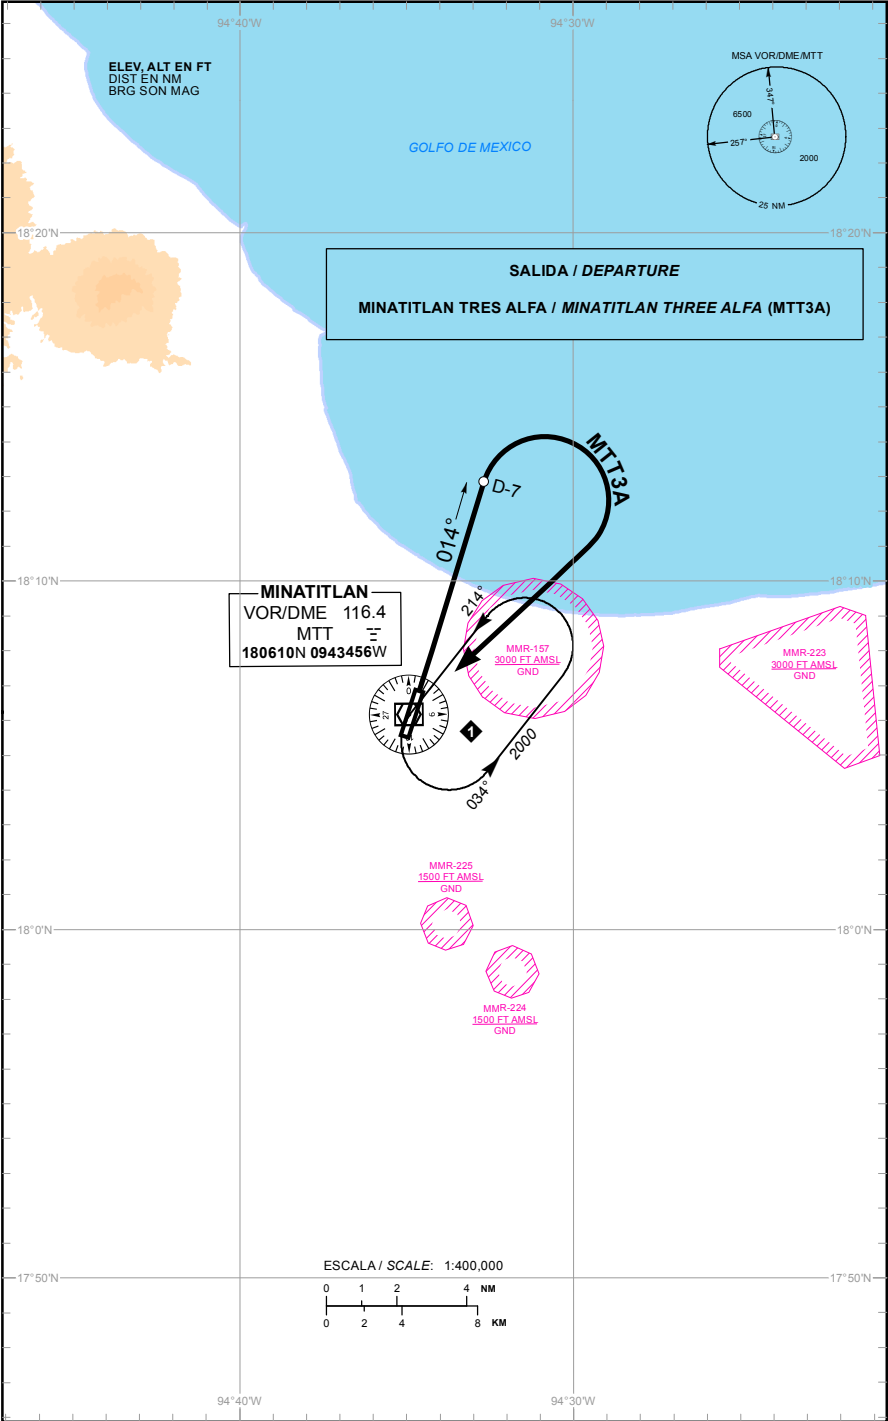 94°40'W
94°30'W
ELEV, ALT EN FT
DIST EN NM
BRG SON MAG
MSA VOR/DME/MTT
347°
6500
257°
2000
25 NM
GOLFO DE MEXICO
18°20'N
18°20'N
SALIDA / DEPARTURE
MINATITLAN TRES ALFA / MINATITLAN THREE ALFA (MTT3A)
MTT3A
D-7
014°
18°10'N
18°10'N
MINATITLAN
VOR/DME 116.4
MTT
180610N 0943456W
214°
MMR-157
3000 FT AMSL
GND
MMR-223
3000 FT AMSL
GND
0
27
9
1
2000
034°
MMR-225
1500 FT AMSL
GND
18°0'N
18°0'N
MMR-224
1500 FT AMSL
GND
17°50'N
17°50'N
ESCALA / SCALE: 1:400,000
0 1 2 4 NM
0 2 4 8 KM
94°40'W
94°30'W